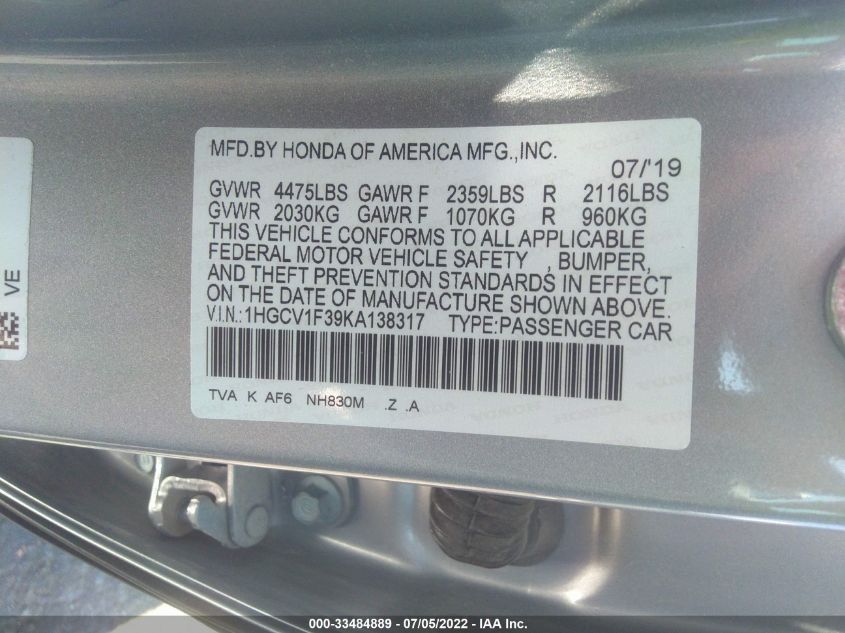 MFD.BY HONDA OF AMERICA MFG.,INC.
07/'19
GVWR 4475LBS GAWR F 2359LBS R 2116LBS
GVWR 2030KG GAWR F 1070KG R 960KG
THIS VEHICLE CONFORMS TO ALL APPLICABLE
FEDERAL MOTOR VEHICLE SAFETY , BUMPER,
AND THEFT PREVENTION STANDARDS IN EFFECT
ON THE DATE OF MANUFACTURE SHOWN ABOVE.
V.I.N.:1HGCV1F39KA138317 TYPE:PASSENGER CAR
TVA K AF6 NH830M .Z .A
VE
000-33484889 - 07/05/2022 - IAA Inc.